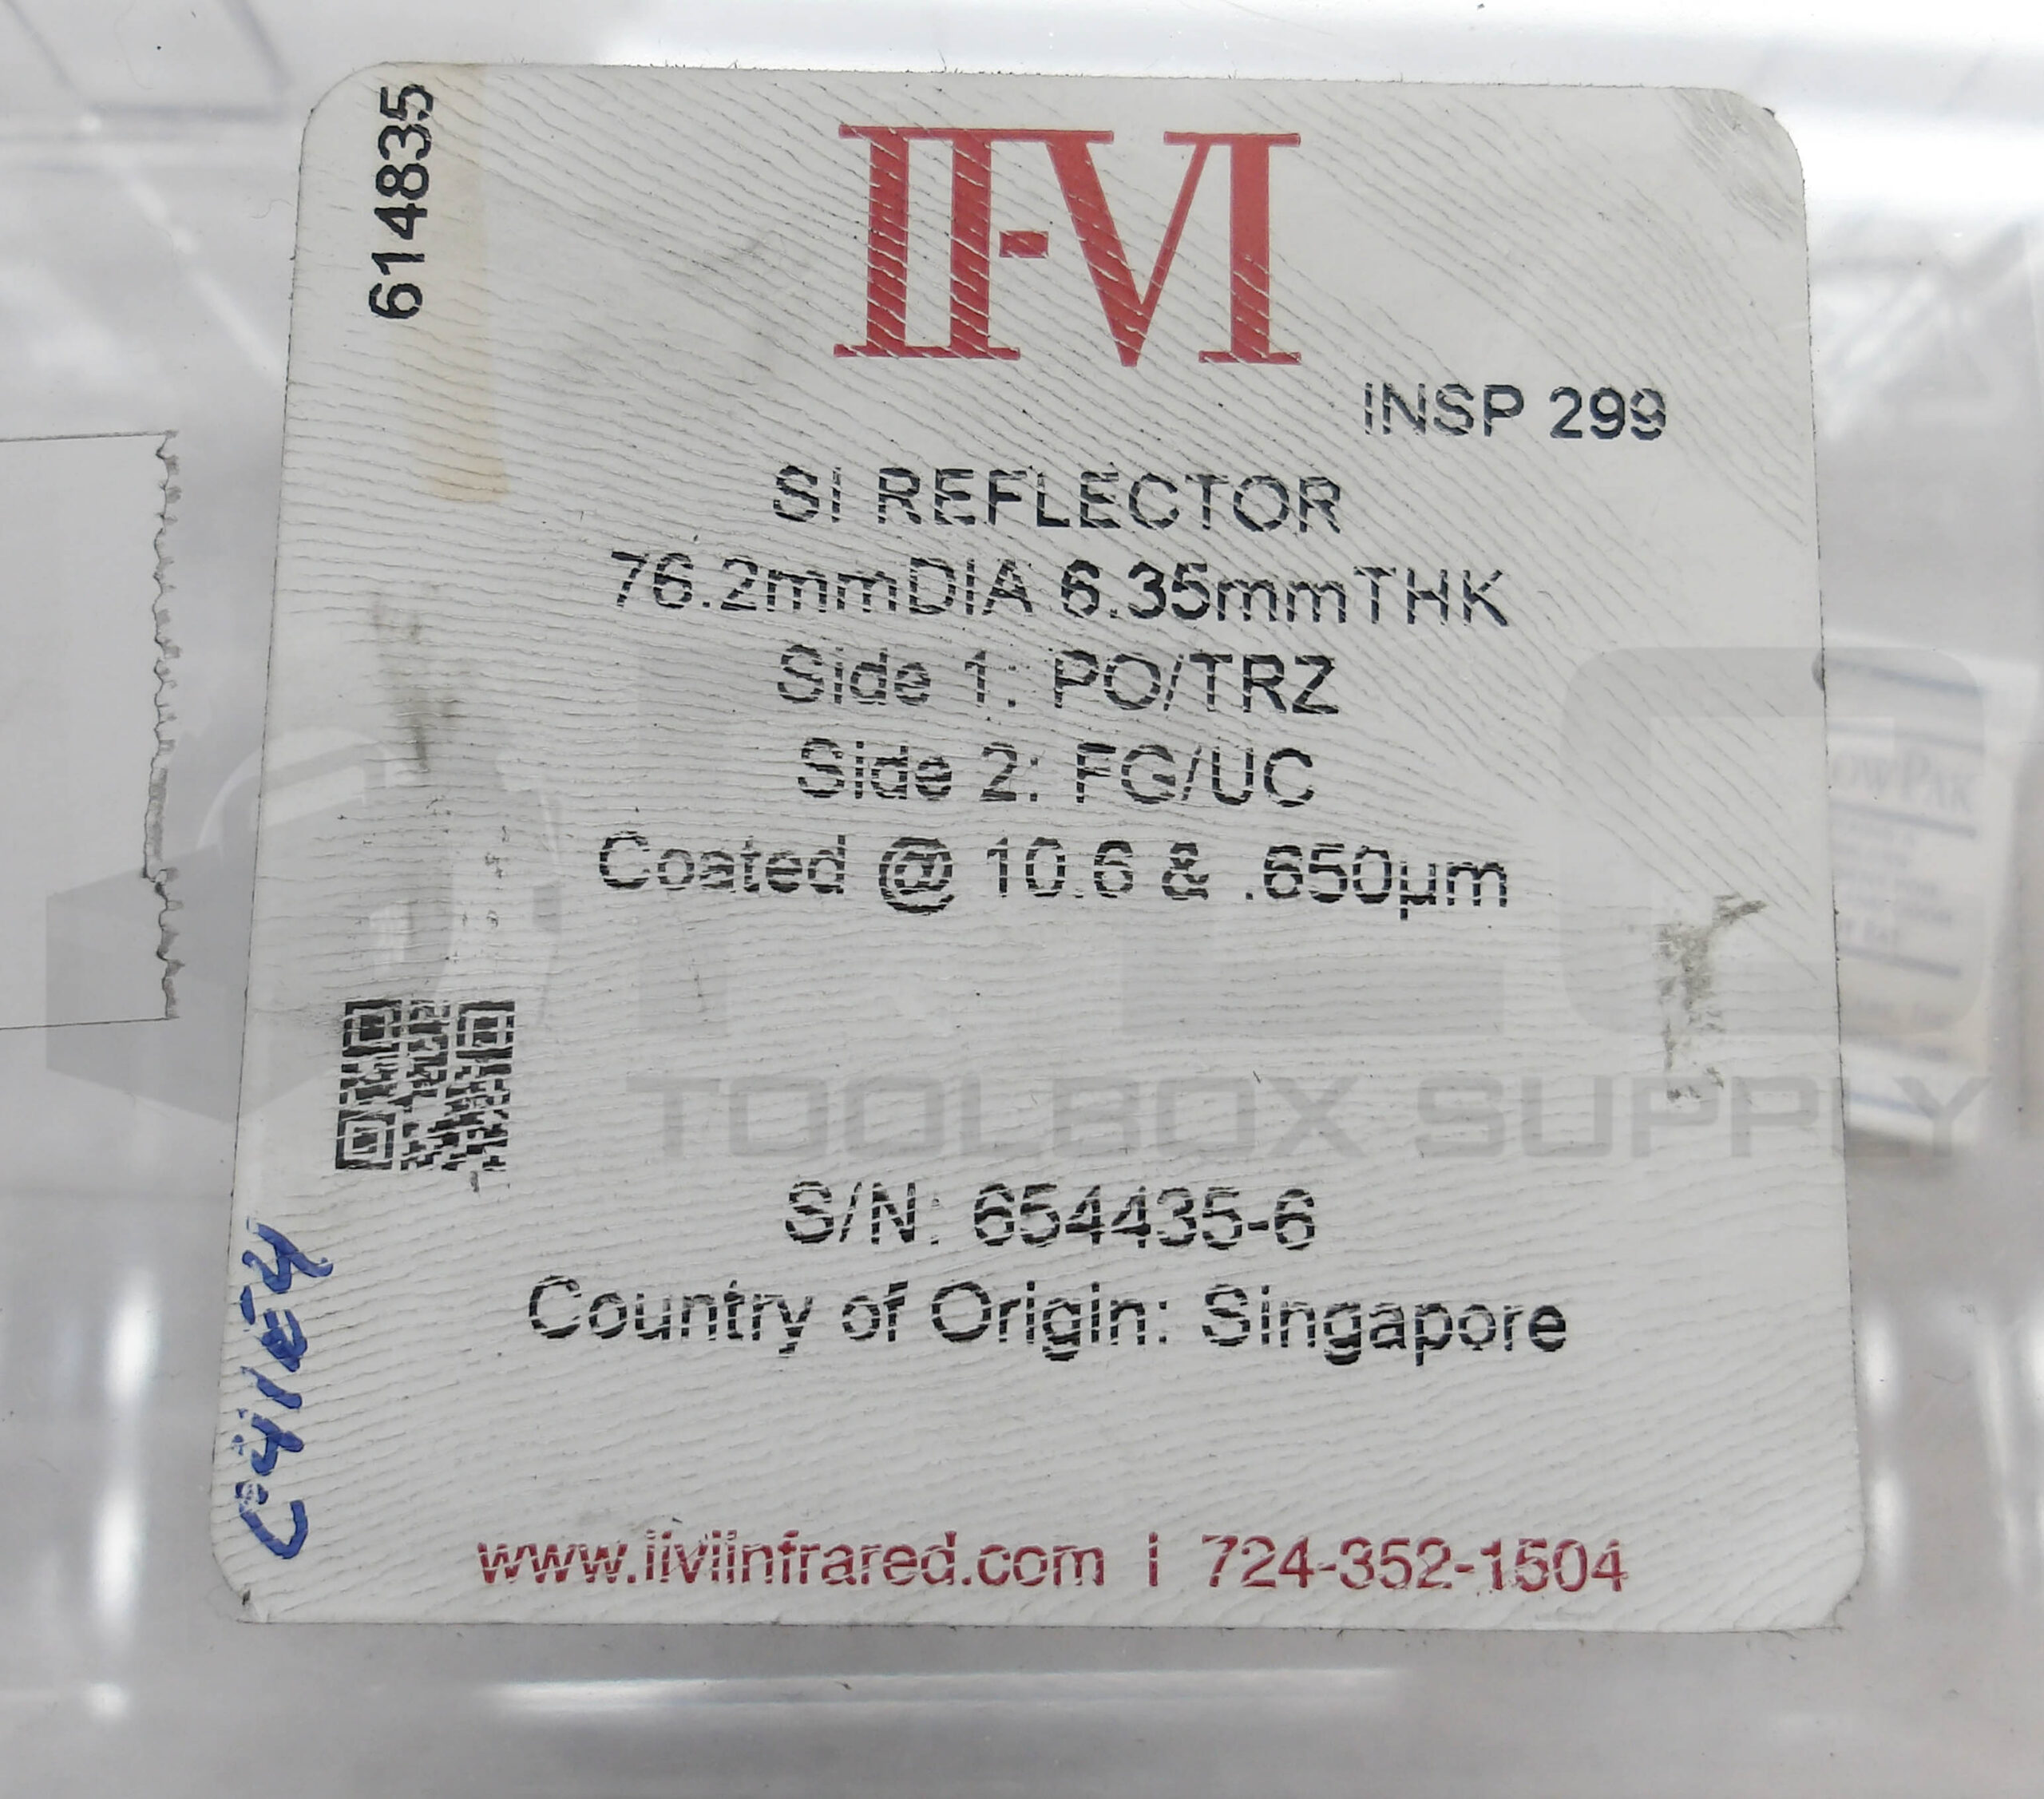 614835
II-VI
INSP 299
SI REFLECTOR
76.2mmDIA 6.35mmTHK
Side 1: PO/TRZ
Side 2: FG/UC
Coated @ 10.6 & .650µm
TOOLBOX SUPPLY
S/N: 654435-6
Country of Origin: Singapore
www.iiviinfrared.com | 724-352-1504